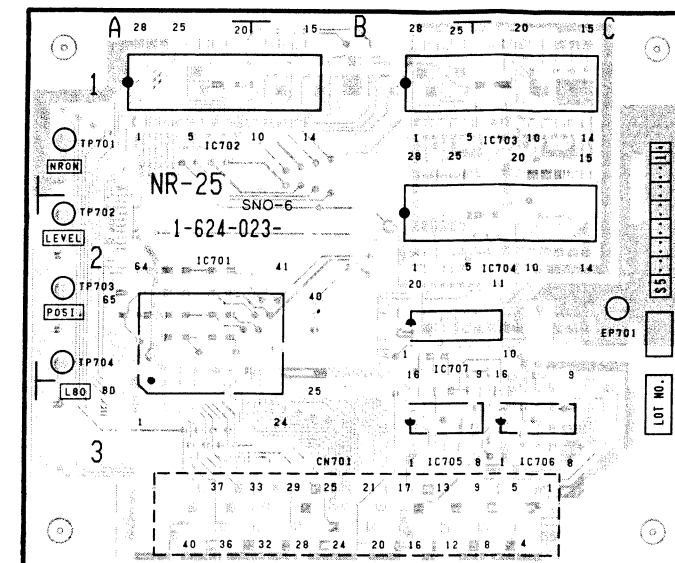 A B C
28 25 20 15 28 25 20 15
1
1 5 10 14 1 5 10 14
IC702 IC703
TP701
NRON
28 25 20 15
NR-25
SNO-6
TP702
LEVEL
1-624-023-
2
64 IC701 41
1 5 IC704 10 14
TP703
65 40
20 11
POSI.
EP701
1 10
TP704
IC707
16 9 16 9
L80 80 25
LOT NO.
1 24
3
1 IC705 8 1 IC706 8
CN701
37 33 29 25 21 17 13 9 5 1
40 36 32 28 24 20 16 12 8 4